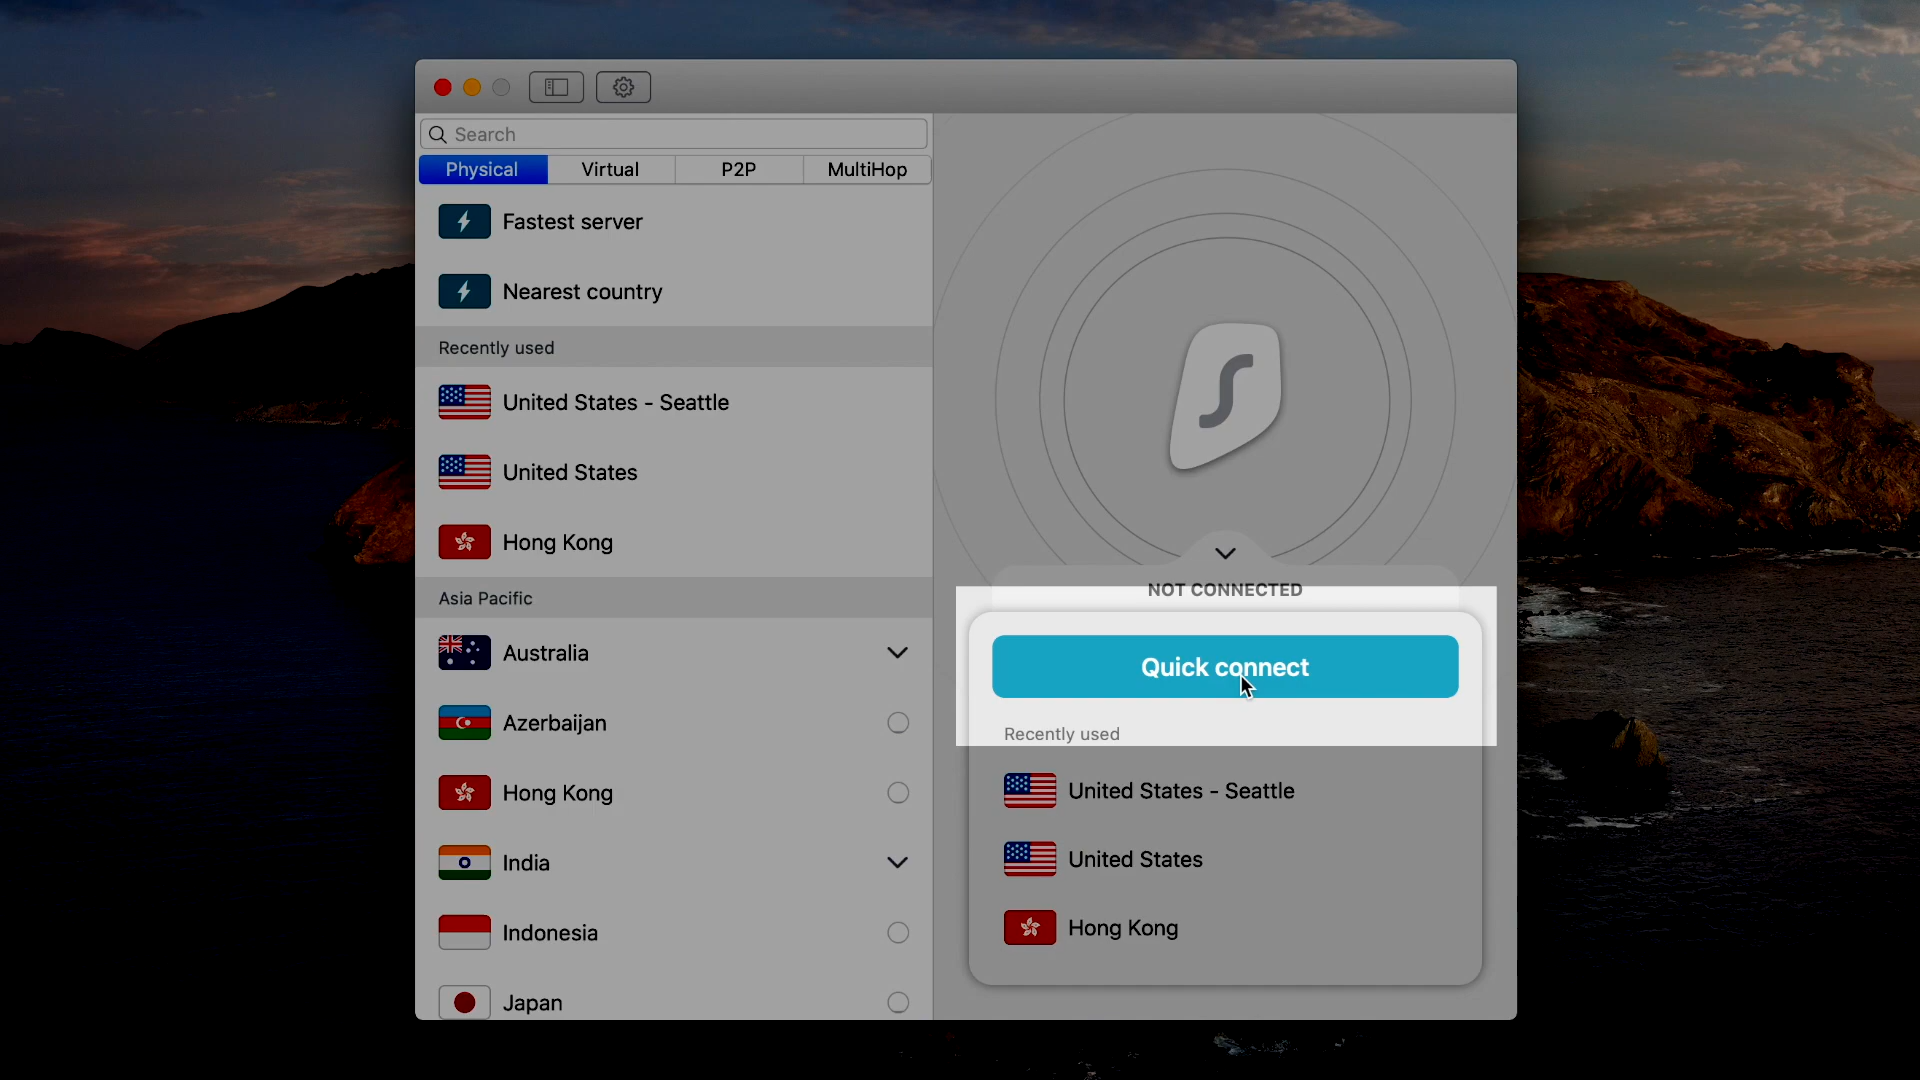 Search
Physical
Virtual
P2P
MultiHop
Fastest server
Nearest country
Recently used
United States - Seattle
United States
Hong Kong
Asia Pacific
Australia
Azerbaijan
Hong Kong
India
Indonesia
Japan
NOT CONNECTED
Quick connect
Recently used
United States - Seattle
United States
Hong Kong